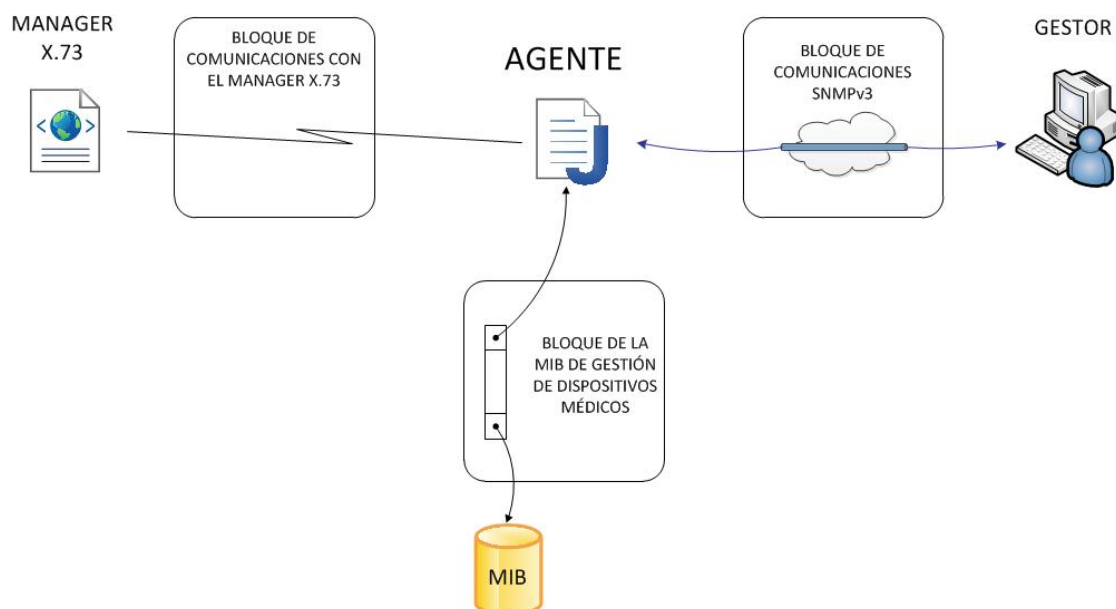 MANAGER
X.73
BLOQUE DE
COMUNICACIONES CON
EL MANAGER X.73
AGENTE
BLOQUE DE
COMUNICACIONES
SNMPv3
GESTOR
BLOQUE DE LA
MIB DE GESTIÓN
DE DISPOSITIVOS
MÉDICOS
MIB